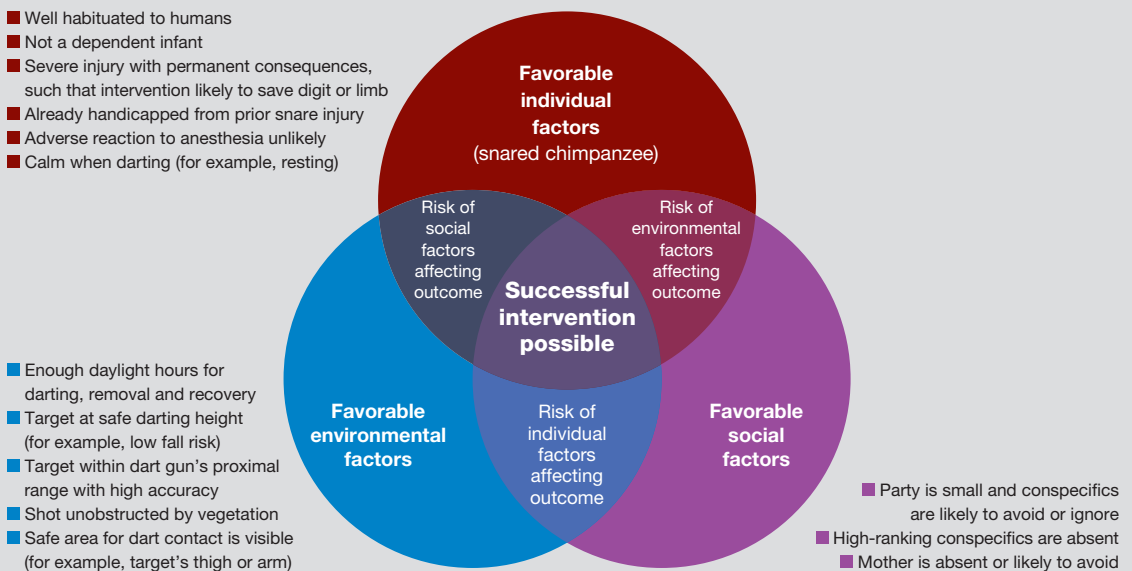 Well habituated to humans
Not a dependent infant
Severe injury with permanent consequences,
such that intervention likely to save digit or limb
Already handicapped from prior snare injury
Adverse reaction to anesthesia unlikely
Calm when darting (for example, resting)
Favorable
individual
factors
(snared chimpanzee)
Risk of
social
factors
affecting
outcome
Risk of
environmental
factors
affecting
outcome
Successful
intervention
possible
Enough daylight hours for
darting, removal and recovery
Target at safe darting height
(for example, low fall risk)
Target within dart gun's proximal
range with high accuracy
Shot unobstructed by vegetation
Safe area for dart contact is visible
(for example, target's thigh or arm)
Favorable
environmental
factors
Risk of
individual
factors
affecting
outcome
Favorable
social
factors
Party is small and conspecifics
are likely to avoid or ignore
High-ranking conspecifics are absent
Mother is absent or likely to avoid